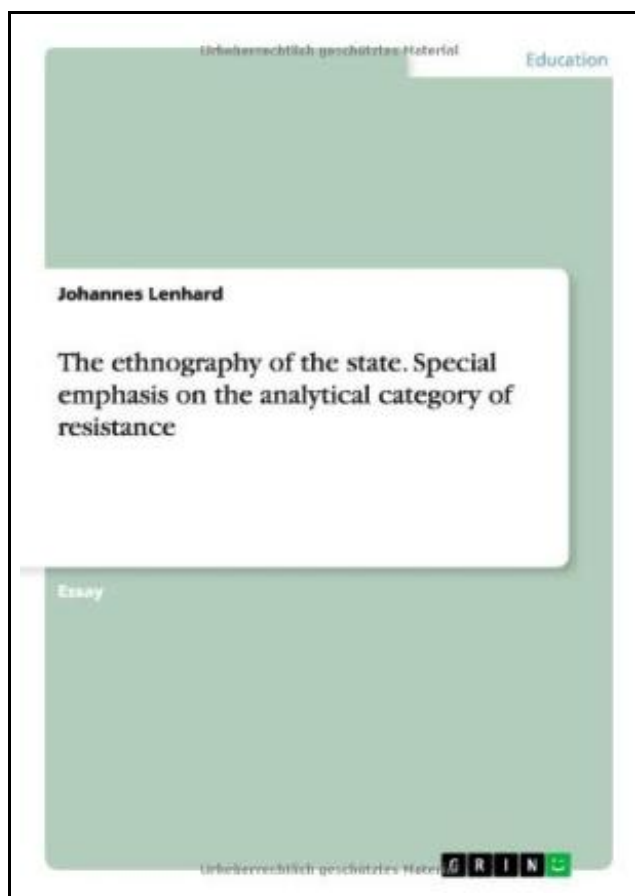 Urheberrechtlich geschütztes Material
Education
Johannes Lenhard
The ethnography of the state. Special
emphasis on the analytical category of
resistance
Essay
Urheberrechtlich geschütztes Mater
GRIN